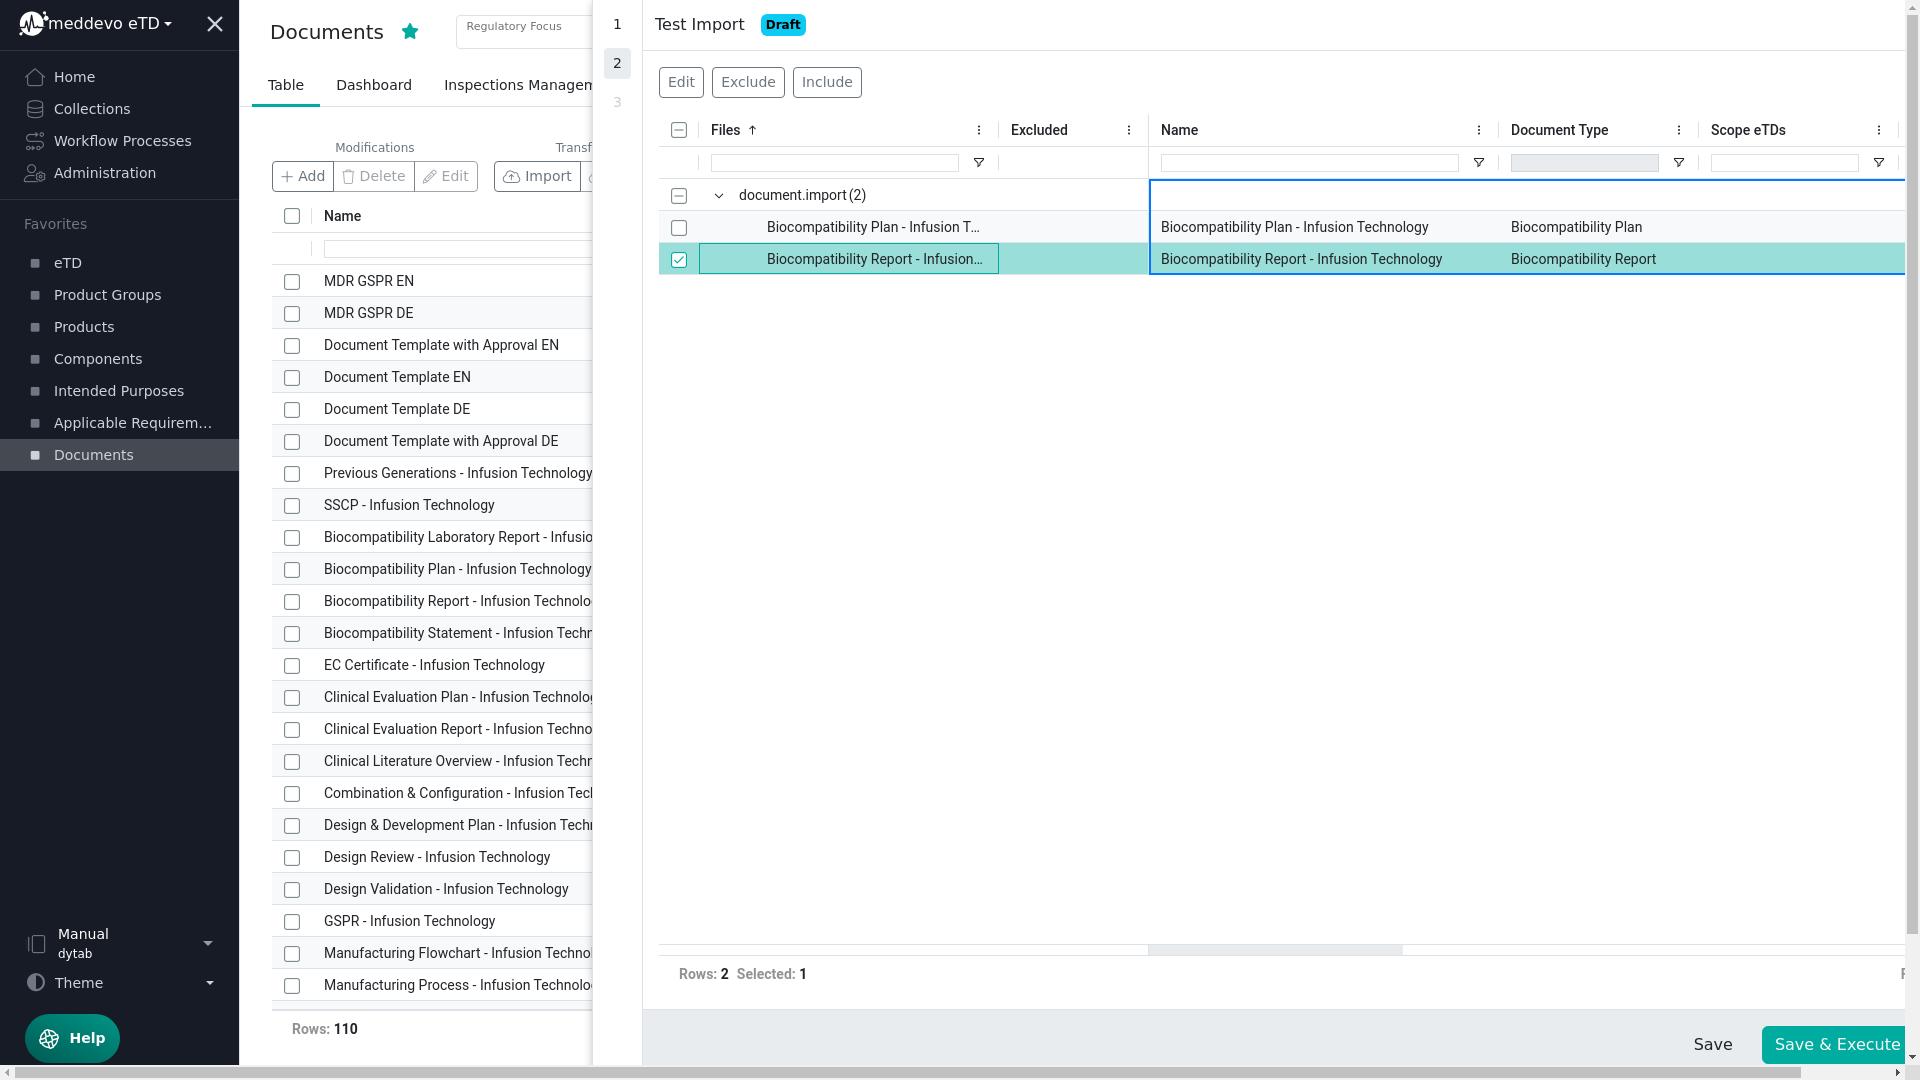 meddevo eTD
Home
Collections
Workflow Processes
Administration
Favorites
eTD
Product Groups
Products
Components
Intended Purposes
Applicable Requirem...
Documents
Manual
dytab
Theme
Help
Documents
Regulatory Focus
Table
Dashboard
Inspections Managem
Modifications
Transf
Add
Delete
Edit
Import
Name
MDR GSPR EN
MDR GSPR DE
Document Template with Approval EN
Document Template EN
Document Template DE
Document Template with Approval DE
Previous Generations - Infusion Technology
SSCP - Infusion Technology
Biocompatibility Laboratory Report - Infusio
Biocompatibility Plan - Infusion Technology
Biocompatibility Report - Infusion Technolo
Biocompatibility Statement - Infusion Techn
EC Certificate - Infusion Technology
Clinical Evaluation Plan - Infusion Technolog
Clinical Evaluation Report - Infusion Techno
Clinical Literature Overview - Infusion Techn
Combination & Configuration - Infusion Tech
Design & Development Plan - Infusion Techn
Design Review - Infusion Technology
Design Validation - Infusion Technology
GSPR - Infusion Technology
Manufacturing Flowchart - Infusion Technol
Manufacturing Process - Infusion Technolo
Rows: 110
1
2
3
Test Import
Draft
Edit
Exclude
Include
Files
Excluded
Name
Document Type
Scope eTDs
document.import (2)
Biocompatibility Plan - Infusion T...
Biocompatibility Plan - Infusion Technology
Biocompatibility Plan
Biocompatibility Report - Infusion...
Biocompatibility Report - Infusion Technology
Biocompatibility Report
Rows: 2 Selected: 1
Save
Save & Execute